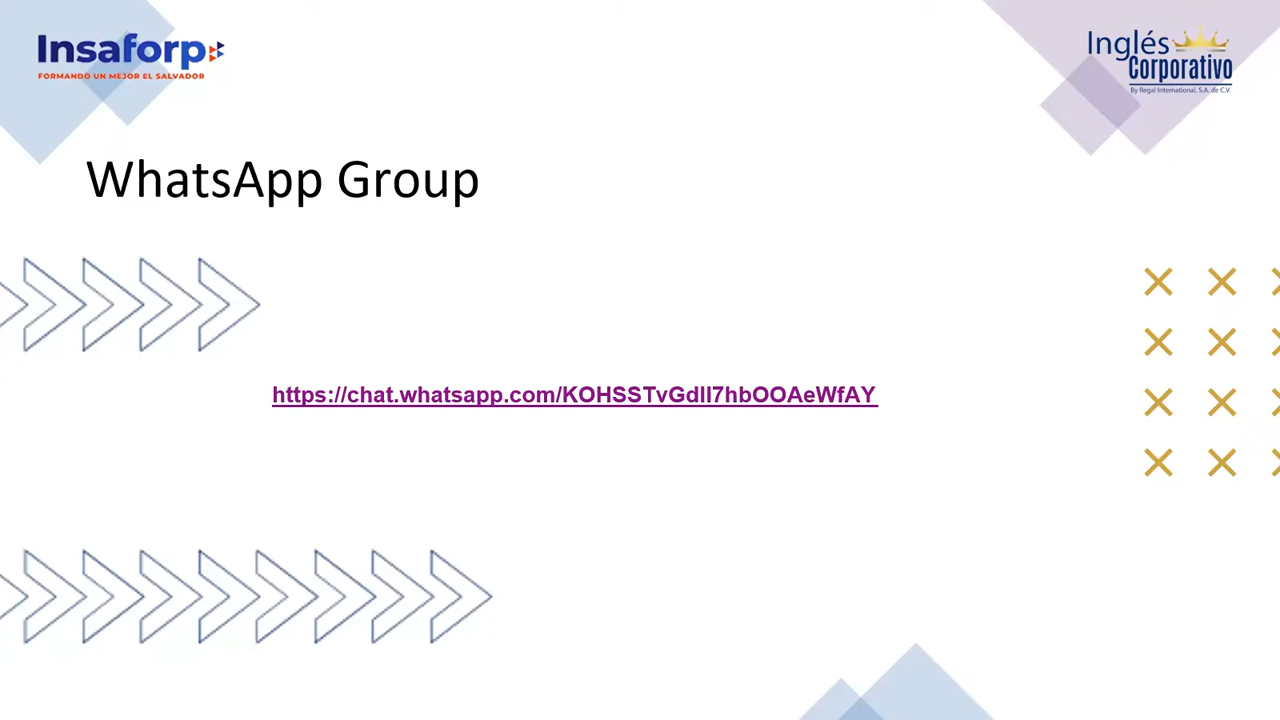 Insaforp
FORMANDO UN MEJOR EL SALVADOR
Inglés
Corporativo
By Regal International, S.A. de C.V.
WhatsApp Group
https://chat.whatsapp.com/KOHSSTvGdlI7hbOOAeWfAY